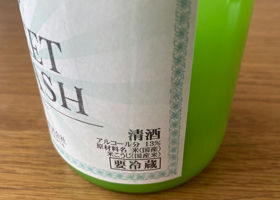 ET
ASH
清酒
アルコール分 13%
原材料名 米(国産)
米こうじ(国産米)
要冷蔵